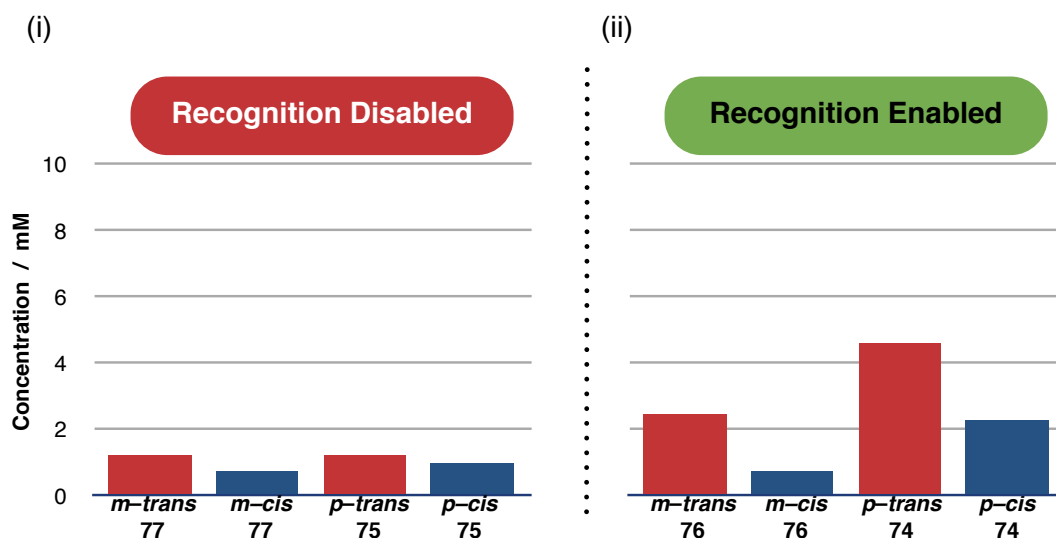 (i)
(ii)
Recognition Disabled
Recognition Enabled
Concentration / mM
10
8
6
4
2
0
m–trans m–cis p–trans p–cis
77 77 75 75
m–trans m–cis p–trans p–cis
76 76 74 74